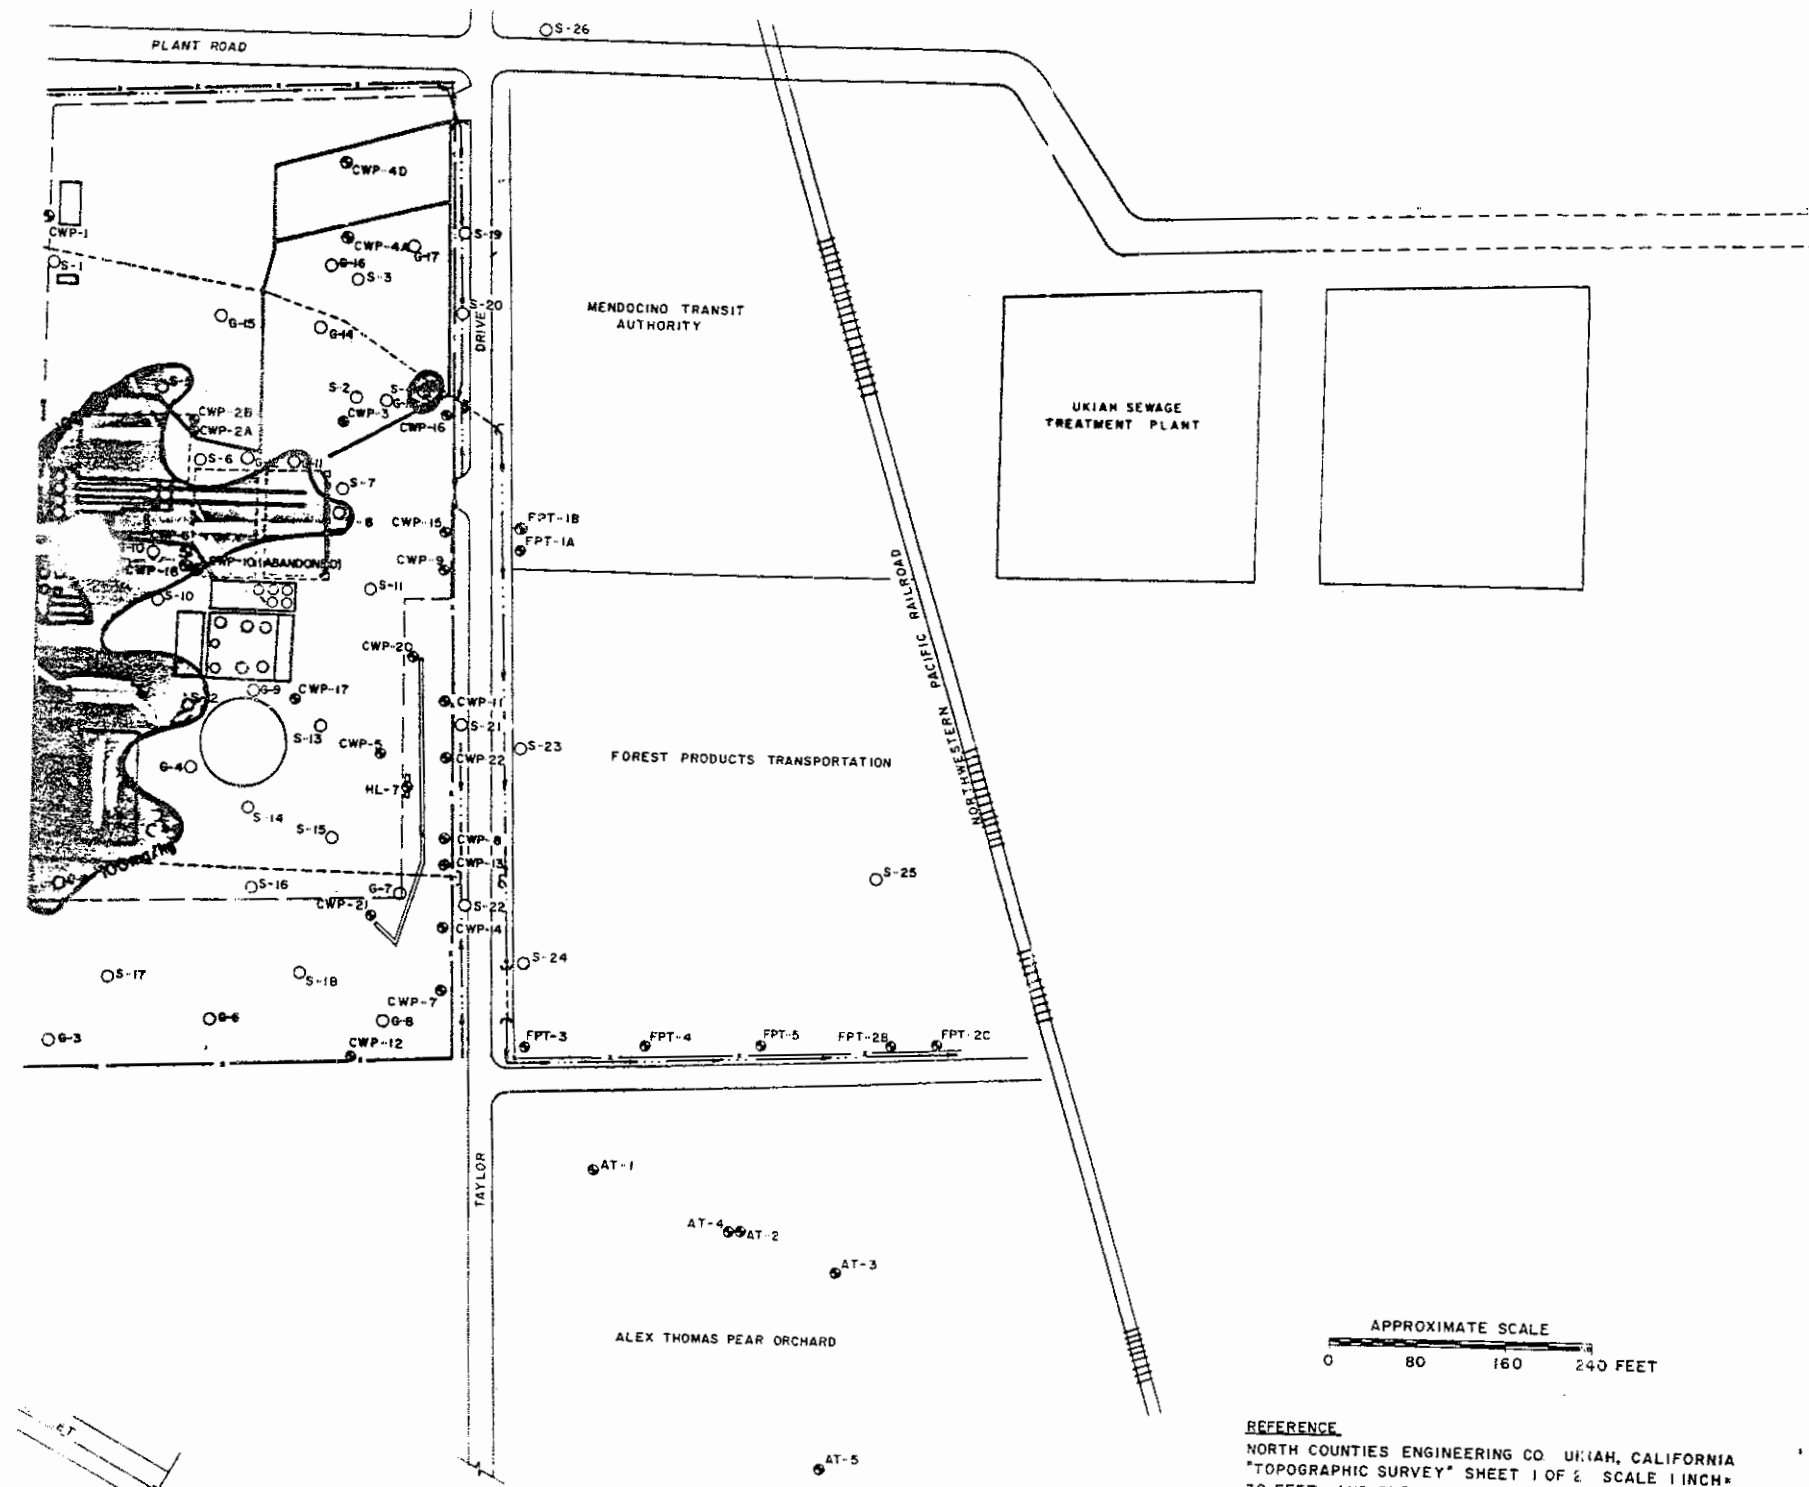 S-26
PLANT ROAD
CWP-4D
CWP-1
S-19
CWP-4A
G-17
S-1
G-16
S-3
S-20
G-15
G-14
DRIVE
MENDOCINO TRANSIT
AUTHORITY
S-2
CWP-3
CWP-16
CWP-2B
CWP-2A
UKIAH SEWAGE
TREATMENT PLANT
S-6
S-7
CWP-15
FPT-1B
FPT-1A
CWP-9
CWP-10 (ABANDONED)
CWP-18
S-10
S-11
CWP-20
NORTHWESTERN PACIFIC RAILROAD
G-9
CWP-17
CWP-11
S-21
S-13
CWP-5
S-23
CWP-22
FOREST PRODUCTS TRANSPORTATION
G-4
HL-7
S-14
S-15
CWP-8
CWP-13
100mg/kg
S-16
G-7
S-25
CWP-21
S-22
CWP-14
S-24
S-17
S-18
CWP-7
G-6
G-8
G-3
CWP-12
FPT-3
FPT-4
FPT-5
FPT-2B
FPT-2C
TAYLOR
AT-1
AT-4
AT-2
AT-3
ALEX THOMAS PEAR ORCHARD
APPROXIMATE SCALE
0 80 160 240 FEET
AT-5
REFERENCE
NORTH COUNTIES ENGINEERING CO. UKIAH, CALIFORNIA
"TOPOGRAPHIC SURVEY" SHEET 1 OF 2 SCALE 1 INCH=